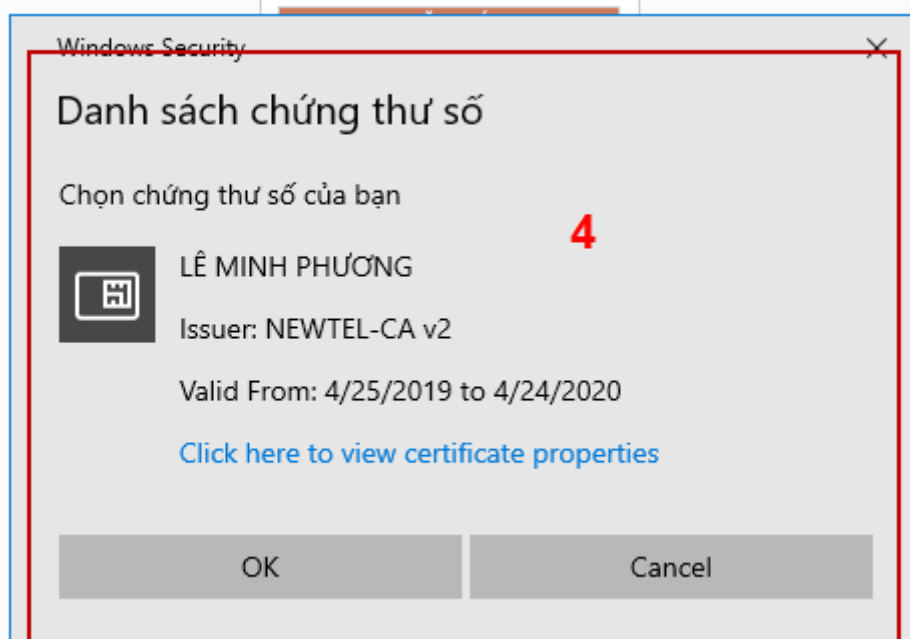 Windows Security
Danh sách chứng thư số
Chọn chứng thư số của bạn
4
LÊ MINH PHƯƠNG
Issuer: NEWTEL-CA v2
Valid From: 4/25/2019 to 4/24/2020
Click here to view certificate properties
OK
Cancel